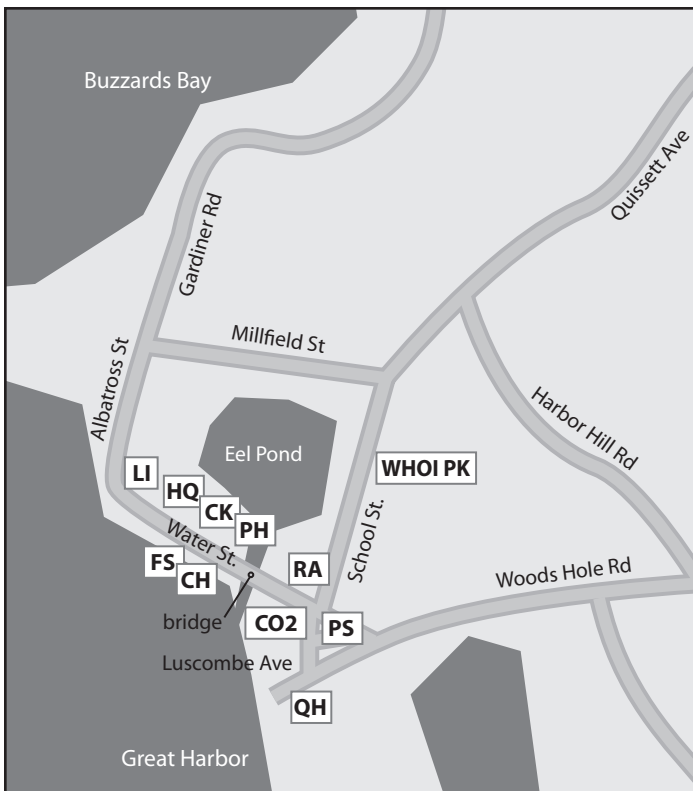 Buzzards Bay
Quissett Ave
Gardiner Rd
Millfield St
Albatross St
Harbor Hill Rd
Eel Pond
LI
WHOI PK
HQ
CK
PH
Water St.
School St.
FS
CH
RA
Woods Hole Rd
bridge
CO2
PS
Luscombe Ave
QH
Great Harbor